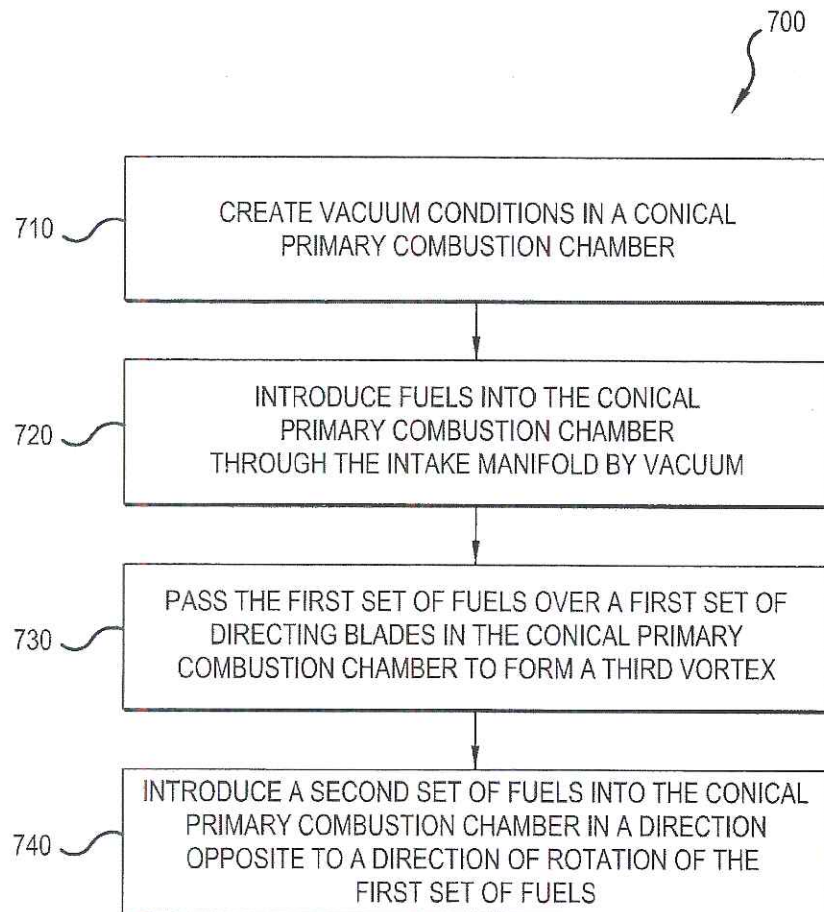 700
710
CREATE VACUUM CONDITIONS IN A CONICAL
PRIMARY COMBUSTION CHAMBER
720
INTRODUCE FUELS INTO THE CONICAL
PRIMARY COMBUSTION CHAMBER
THROUGH THE INTAKE MANIFOLD BY VACUUM
730
PASS THE FIRST SET OF FUELS OVER A FIRST SET OF
DIRECTING BLADES IN THE CONICAL PRIMARY
COMBUSTION CHAMBER TO FORM A THIRD VORTEX
740
INTRODUCE A SECOND SET OF FUELS INTO THE CONICAL
PRIMARY COMBUSTION CHAMBER IN A DIRECTION
OPPOSITE TO A DIRECTION OF ROTATION OF THE
FIRST SET OF FUELS